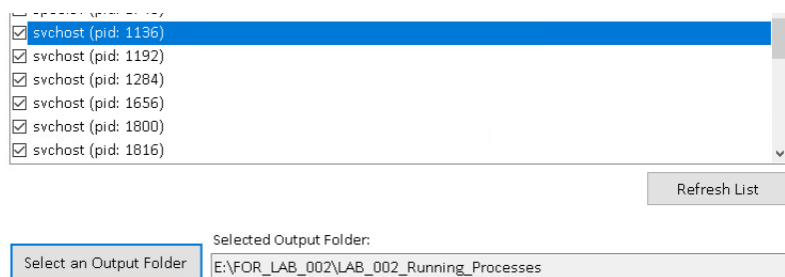 svchost (pid: 1136)
svchost (pid: 1192)
svchost (pid: 1284)
svchost (pid: 1656)
svchost (pid: 1800)
svchost (pid: 1816)
Refresh List
Selected Output Folder:
Select an Output Folder
E:\FOR_LAB_002\LAB_002_Running_Processes